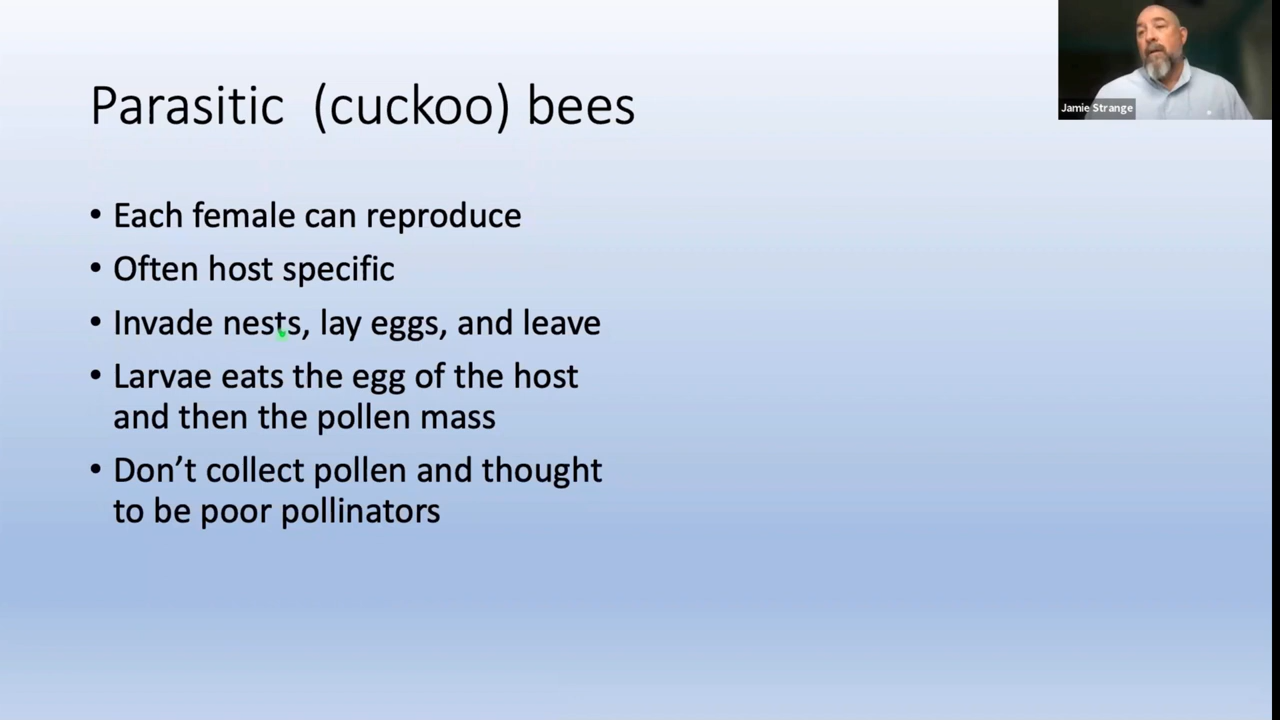 Jamie Strange
Parasitic (cuckoo) bees
• Each female can reproduce
• Often host specific
• Invade nests, lay eggs, and leave
• Larvae eats the egg of the host
and then the pollen mass
• Don’t collect pollen and thought
to be poor pollinators